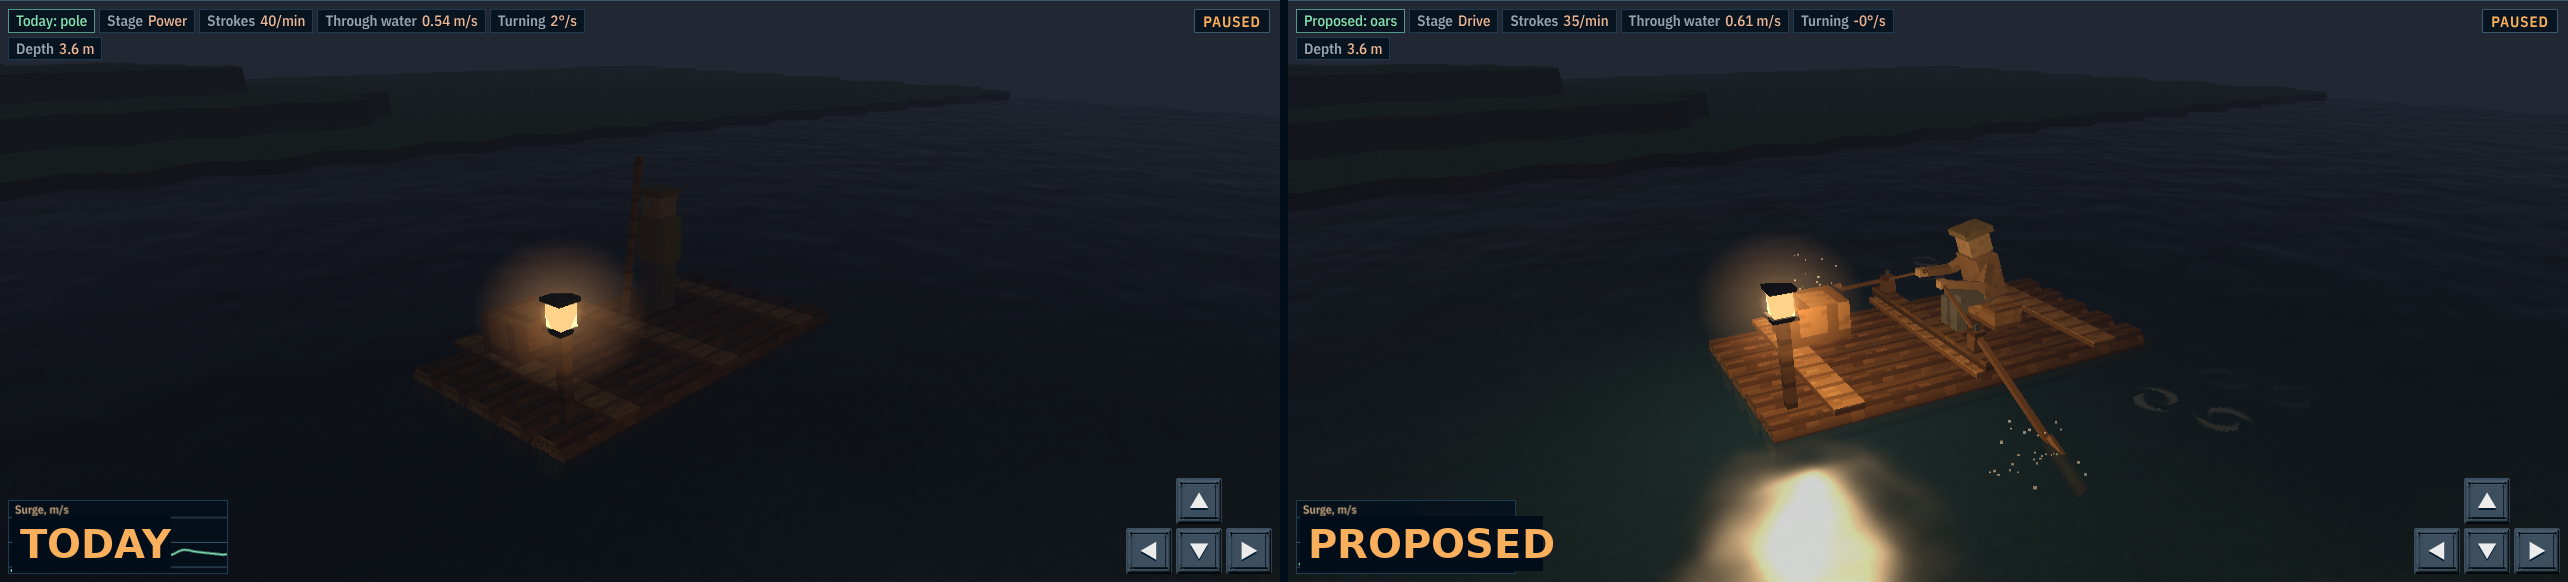 Today: pole Stage Power Strokes 40/min Through water 0.54 m/s Turning 2°/s PAUSED
Depth 3.6 m
Surge, m/s
TODAY
Proposed: oars Stage Drive Strokes 35/min Through water 0.61 m/s Turning -0°/s PAUSED
Depth 3.6 m
Surge, m/s
PROPOSED